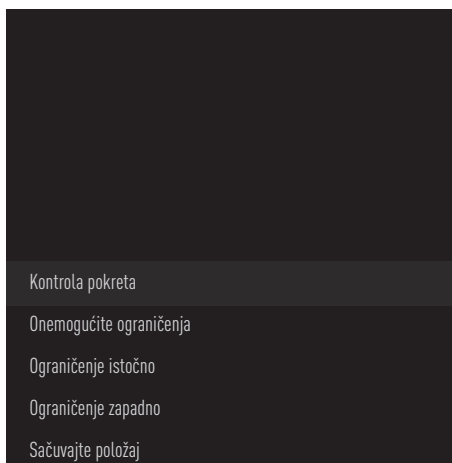 Kontrola pokreta
Onemogućite ograničenja
Ograničenje istočno
Ograničenje zapadno
Sačuvajte položaj